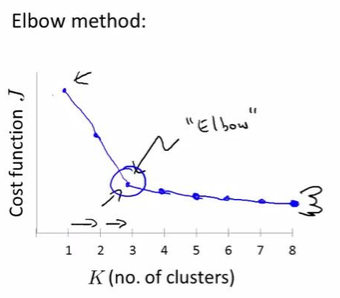 Elbow method:
Cost function J
"Elbow"
1 2 3 4 5 6 7 8
K (no. of clusters)